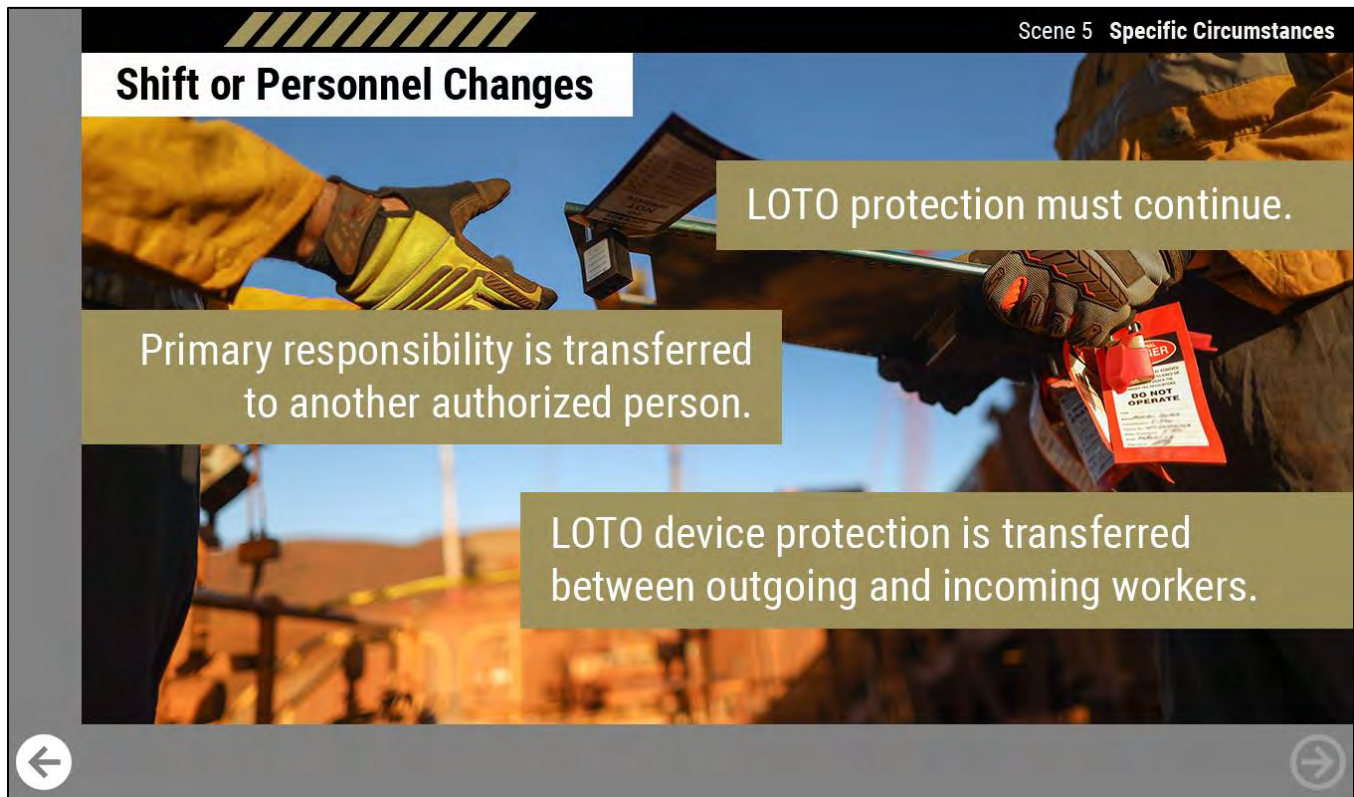 Scene 5 Specific Circumstances
Shift or Personnel Changes
LOTO protection must continue.
Primary responsibility is transferred
to another authorized person.
LOTO device protection is transferred
between outgoing and incoming workers.
DO NOT
OPERATE